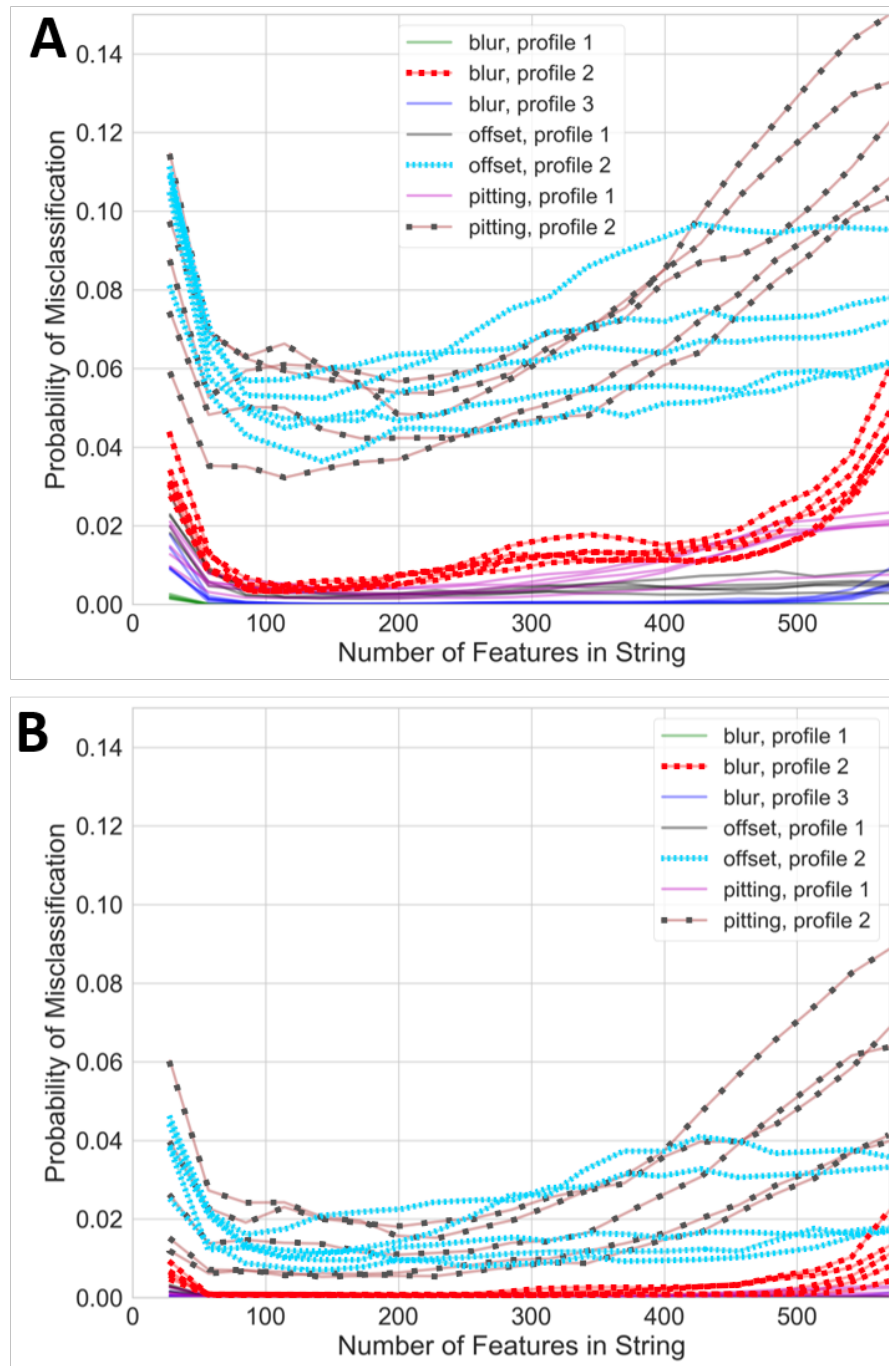 A
0.14
0.12
0.10
0.08
0.06
0.04
0.02
0.00
Probability of Misclassification
blur, profile 1
blur, profile 2
blur, profile 3
offset, profile 1
offset, profile 2
pitting, profile 1
pitting, profile 2
0 100 200 300 400 500
Number of Features in String
B
0.14
0.12
0.10
0.08
0.06
0.04
0.02
0.00
Probability of Misclassification
blur, profile 1
blur, profile 2
blur, profile 3
offset, profile 1
offset, profile 2
pitting, profile 1
pitting, profile 2
0 100 200 300 400 500
Number of Features in String